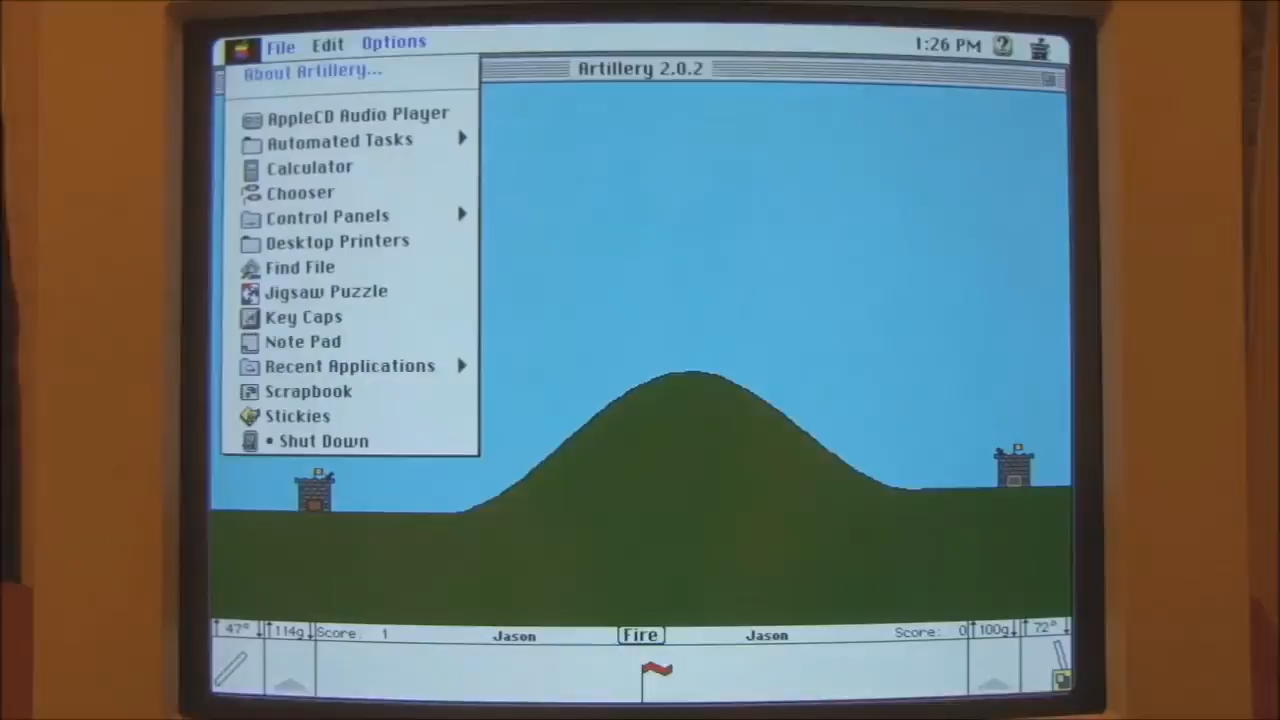 File Edit Options 1:26 PM
Artillery 2.0.2
About Artillery...
AppleCD Audio Player
Automated Tasks
Calculator
Chooser
Control Panels
Desktop Printers
Find File
Jigsaw Puzzle
Key Caps
Note Pad
Recent Applications
Scrapbook
Stickies
• Shut Down
47° 114g Score: 1 Jason Fire Jason Score: 0 100g 72°